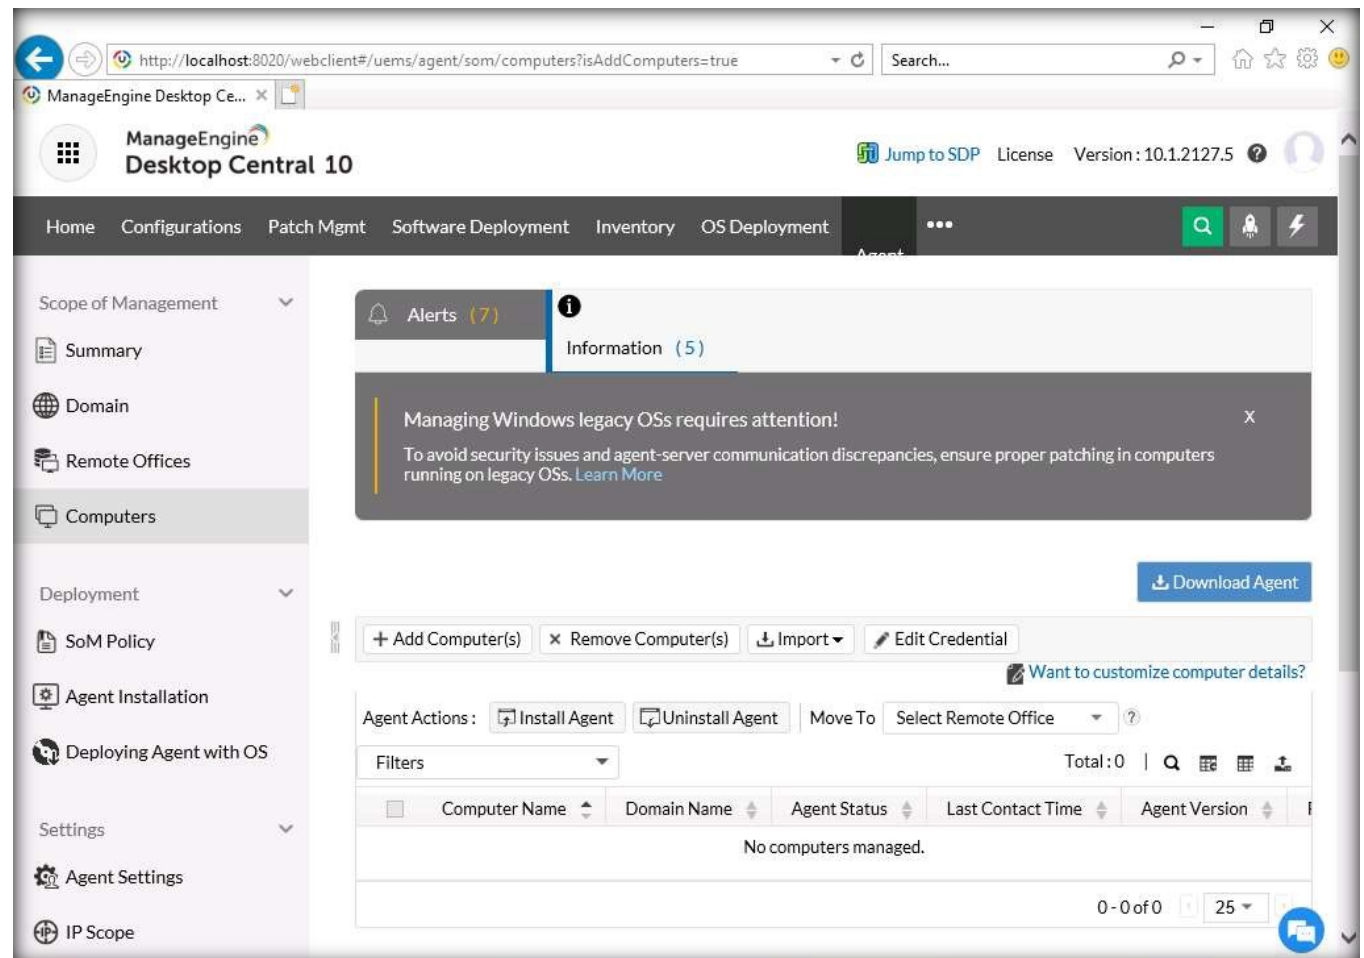 http://localhost:8020/webclient#/uems/agent/som/computers?isAddComputers=true
Search...
ManageEngine Desktop Ce...
ManageEngine
Desktop Central 10
Jump to SDP License Version : 10.1.2127.5
Home Configurations Patch Mgmt Software Deployment Inventory OS Deployment Agent
Scope of Management
Summary
Domain
Remote Offices
Computers
Deployment
SoM Policy
Agent Installation
Deploying Agent with OS
Settings
Agent Settings
IP Scope
Alerts (7)
Information (5)
Managing Windows legacy OSs requires attention!
X
To avoid security issues and agent-server communication discrepancies, ensure proper patching in computers
running on legacy OSs. Learn More
Download Agent
+ Add Computer(s) × Remove Computer(s) Import Edit Credential
Want to customize computer details?
Agent Actions : Install Agent Uninstall Agent Move To Select Remote Office ?
Filters Total : 0 |
Computer Name Domain Name Agent Status Last Contact Time Agent Version
No computers managed.
0 - 0 of 0 25